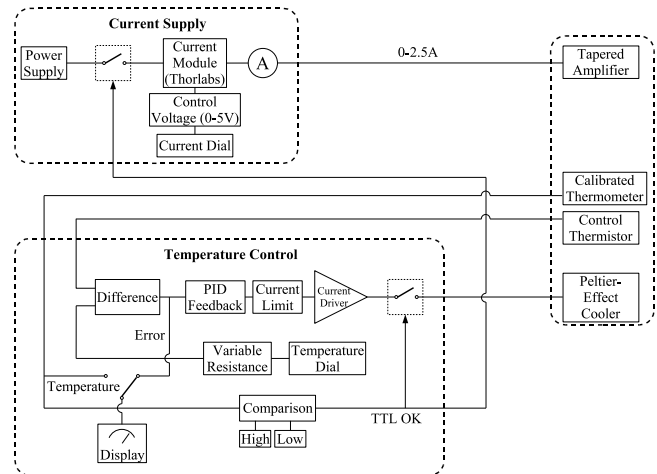 Current Supply
Power
Supply
Current
Module
(Thorlabs)
A
0-2.5A
Tapered
Amplifier
Control
Voltage (0-5V)
Current Dial
Calibrated
Thermometer
Control
Thermistor
Temperature Control
Difference
PID
Feedback
Current
Limit
Current
Driver
Peltier-
Effect
Cooler
Error
Variable
Resistance
Temperature
Dial
Temperature
Comparison
TTL OK
High
Low
Display